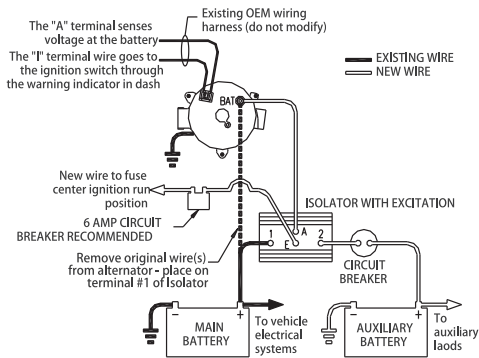 The "A" terminal senses
voltage at the battery
The "I" terminal wire goes to
the ignition switch through
the warning indicator in dash
Existing OEM wiring
harness (do not modify)
EXISTING WIRE
NEW WIRE
BAT
New wire to fuse
center ignition run
position
6 AMP CIRCUIT
BREAKER RECOMMENDED
Remove original wire(s)
from alternator - place on
terminal #1 of Isolator
ISOLATOR WITH EXCITATION
1 E A 2
CIRCUIT
BREAKER
- +
MAIN
BATTERY
To vehicle
electrical
systems
- +
AUXILIARY
BATTERY
To
auxiliary
laods